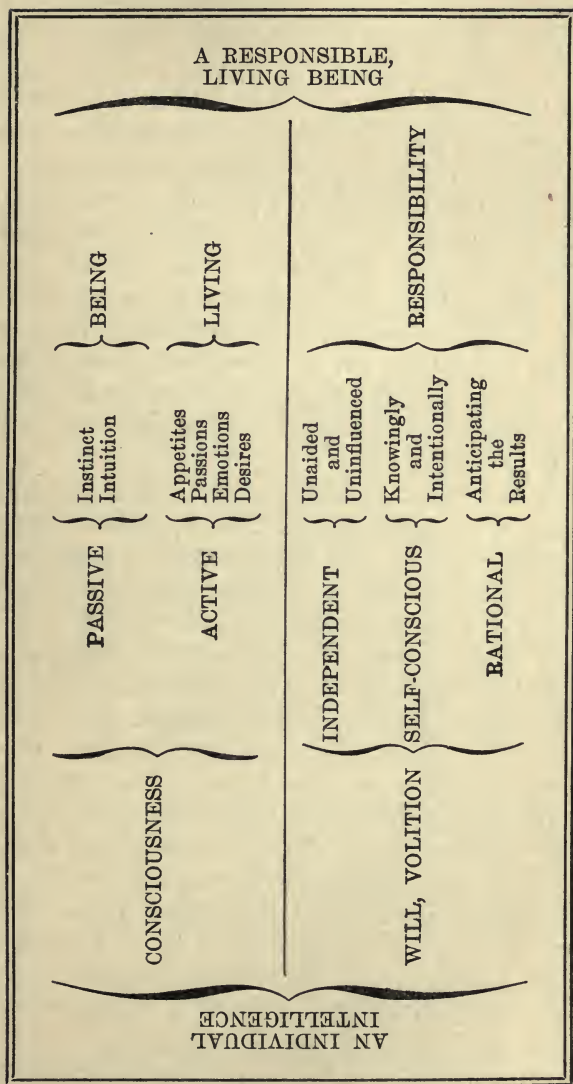 A RESPONSIBLE,
LIVING BEING
BEING
LIVING
RESPONSIBILITY
Instinct
Intuition
Appetites
Passions
Emotions
Desires
Unaided
and
Uninfluenced
Knowingly
and
Intentionally
Anticipating
the
Results
PASSIVE
ACTIVE
INDEPENDENT
SELF-CONSCIOUS
RATIONAL
CONSCIOUSNESS
WILL, VOLITION
AN INDIVIDUAL
INTELLIGENCE